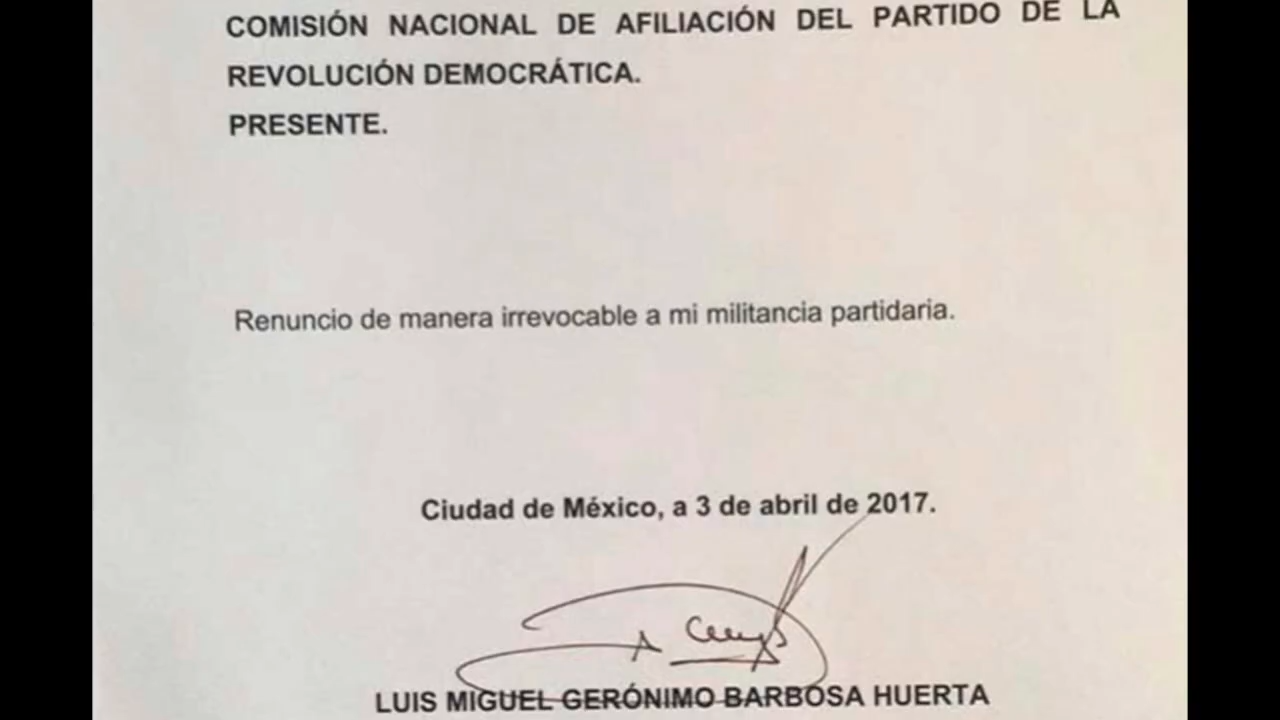 COMISIÓN NACIONAL DE AFILIACIÓN DEL PARTIDO DE LA
REVOLUCIÓN DEMOCRÁTICA.
PRESENTE.
Renuncio de manera irrevocable a mi militancia partidaria.
Ciudad de México, a 3 de abril de 2017.
LUIS MIGUEL GERÓNIMO BARBOSA HUERTA